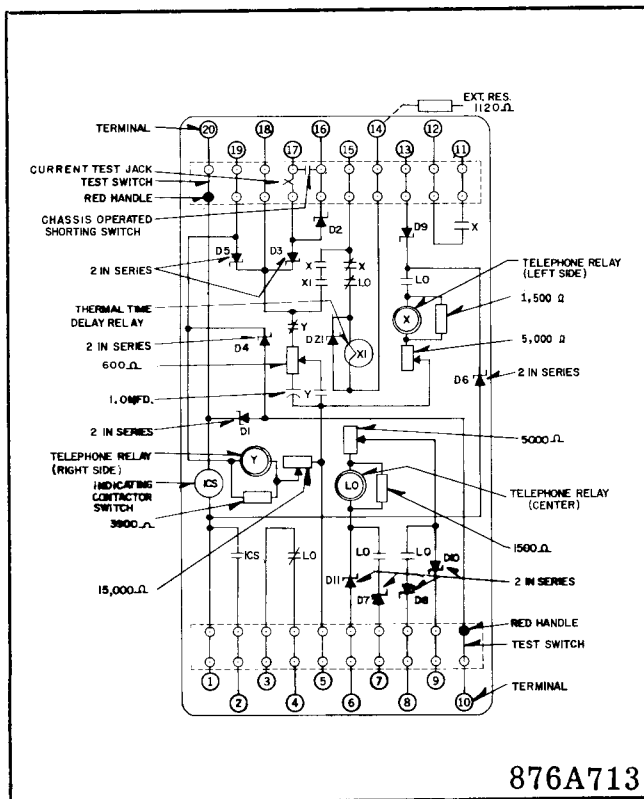 EXT. RES.
1120Ω
TERMINAL
20
18
16
14
12
19
17
15
13
11
CURRENT TEST JACK
TEST SWITCH
RED HANDLE
CHASSIS OPERATED
SHORTING SWITCH
D2
D9
X
D5
D3
2 IN SERIES
X
X
X1
LO
LO
TELEPHONE RELAY
(LEFT SIDE)
1,500 Ω
X
THERMAL TIME
DELAY RELAY
Y
D21
X1
5,000 Ω
2 IN SERIES
D4
600Ω
D6
2 IN SERIES
1.0MFD.
Y
2 IN SERIES
D1
5000Ω
TELEPHONE RELAY
(RIGHT SIDE)
Y
INDICATING
CONTACTOR
SWITCH
ICS
LO
TELEPHONE RELAY
(CENTER)
3900Ω
1500Ω
ICS
LO
LO
LO
D10
15,000Ω
D11
D7
D8
2 IN SERIES
RED HANDLE
TEST SWITCH
1
3
5
7
9
2
4
6
8
10
TERMINAL
876A713